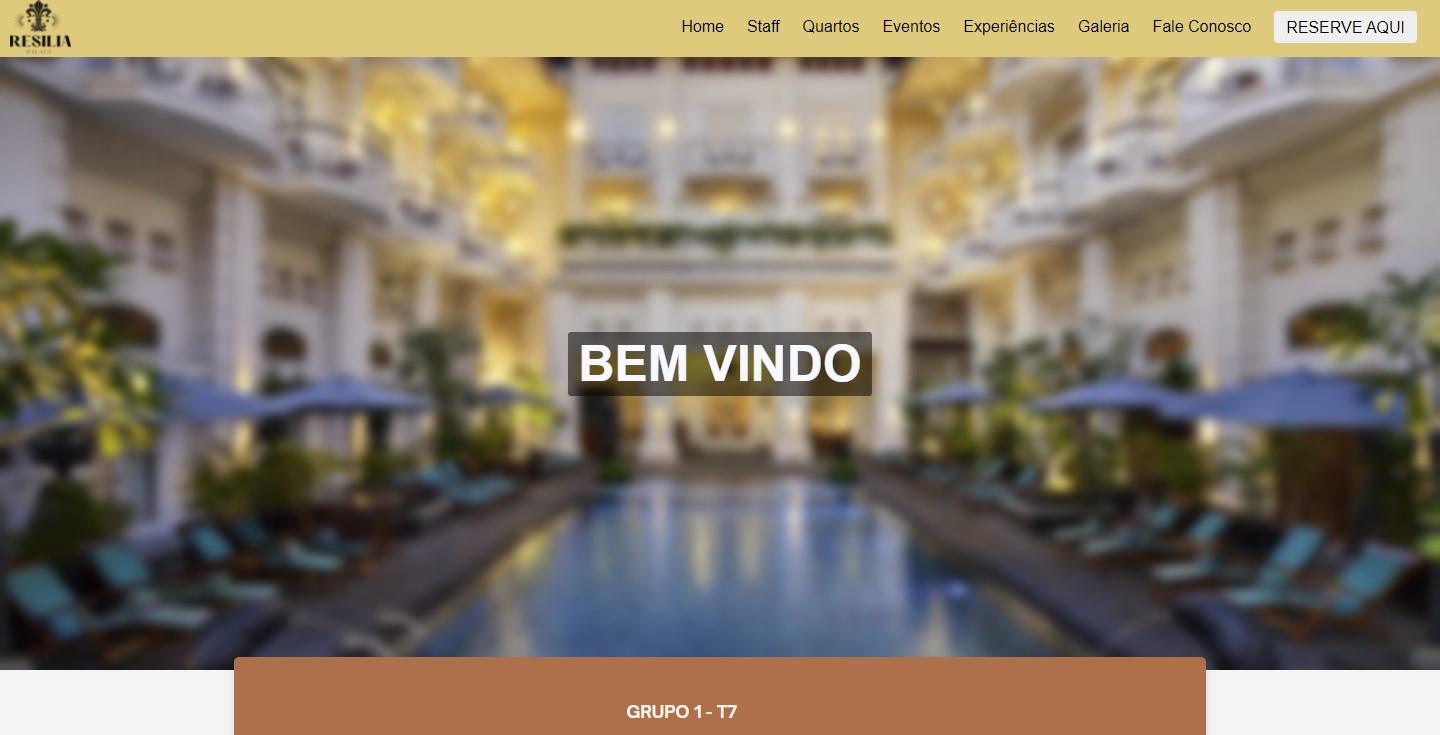 RESILIA
PALACE
Home Staff Quartos Eventos Experiências Galeria Fale Conosco RESERVE AQUI
BEM VINDO
GRUPO 1 - T7